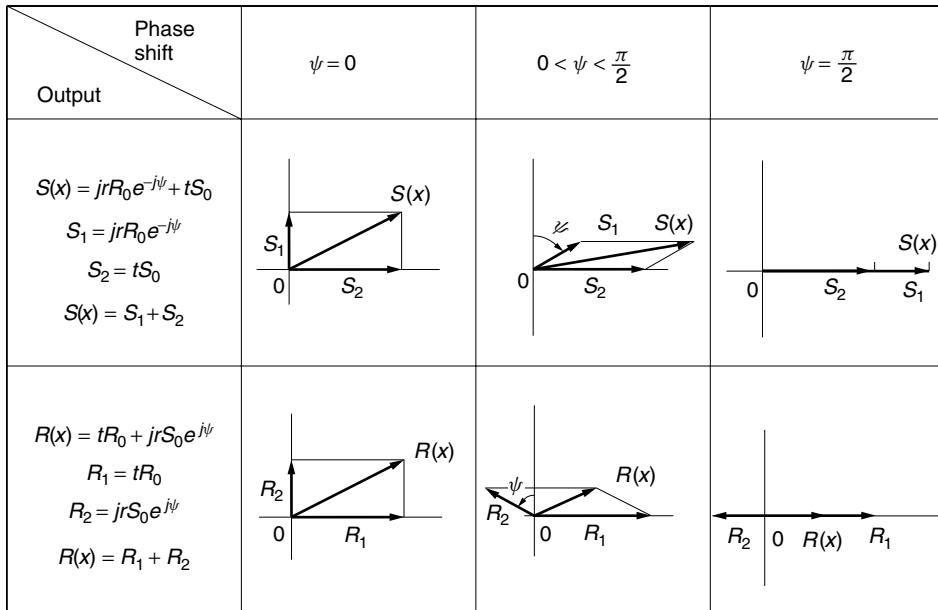 Phase
shift
Output
ψ = 0
0 < ψ < π/2
ψ = π/2
S(x) = jrR₀e^{-jψ} + tS₀
S₁ = jrR₀e^{-jψ}
S₂ = tS₀
S(x) = S₁ + S₂
S(x)
S₁
0
S₂
ψ
S₁
S(x)
0
S₂
S(x)
0
S₂
S₁
R(x) = tR₀ + jrS₀e^{jψ}
R₁ = tR₀
R₂ = jrS₀e^{jψ}
R(x) = R₁ + R₂
R(x)
R₂
0
R₁
ψ
R(x)
R₂
0
R₁
R₂
0
R(x)
R₁